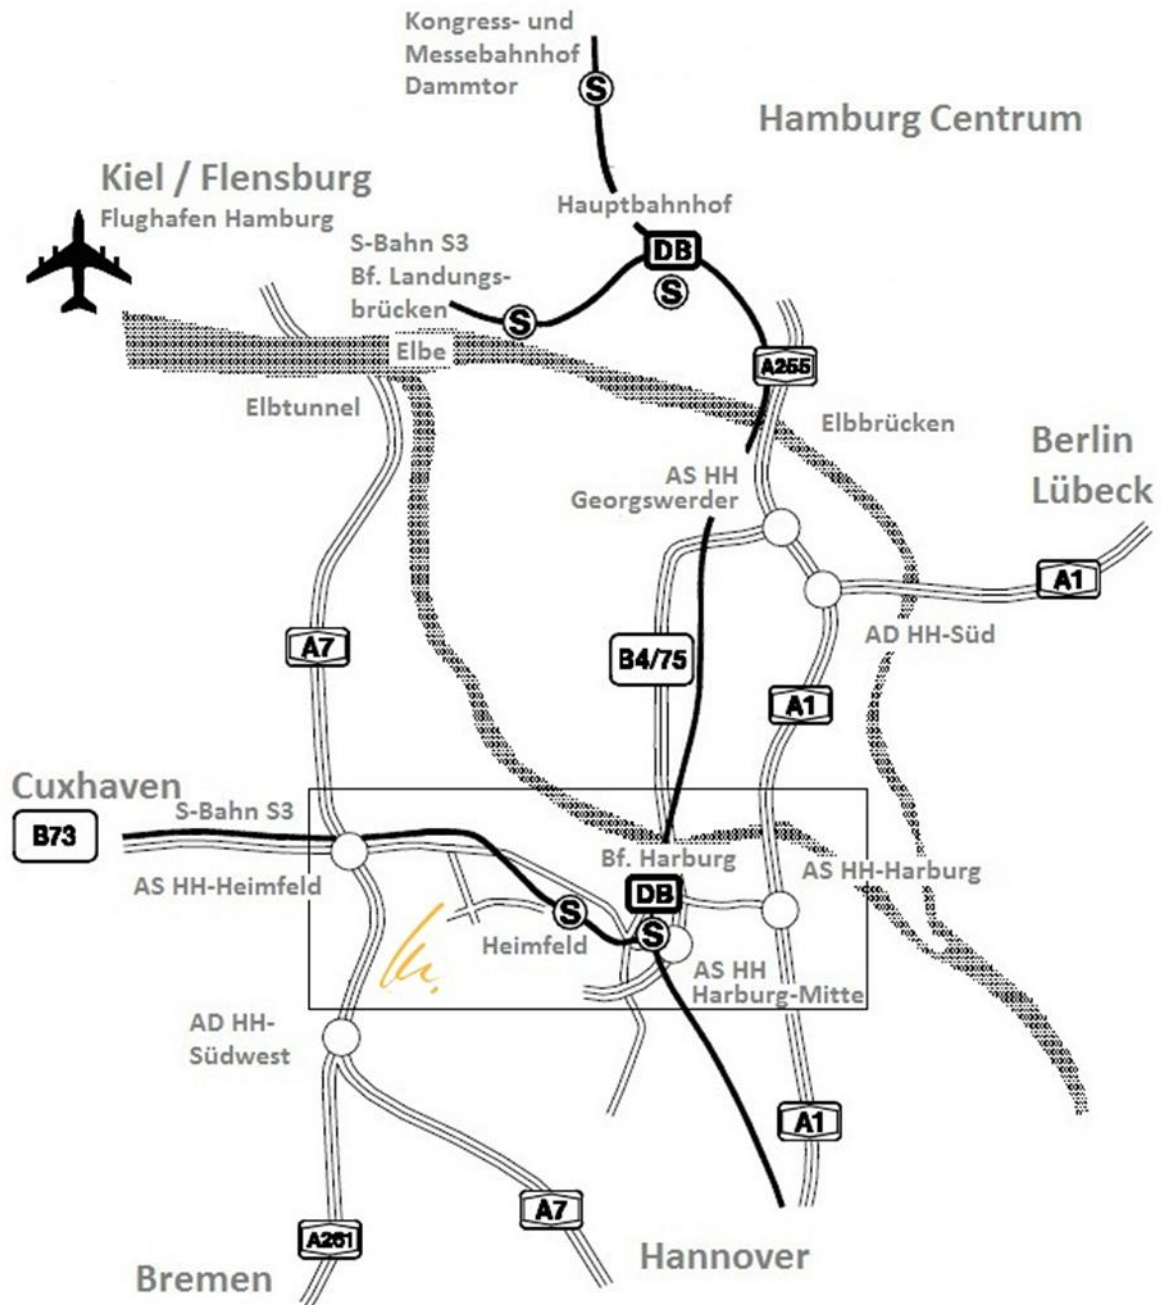 Kongress- und
Messebahnhof
Dammtor
S
Hamburg Centrum
Kiel / Flensburg
Flughafen Hamburg
Hauptbahnhof
DB
S
S-Bahn S3
Bf. Landungs-
brücken
S
Elbe
A255
Elbtunnel
Elbbrücken
Berlin
Lübeck
AS HH
Georgswerder
A1
AD HH-Süd
A7
B4/75
A1
Cuxhaven
S-Bahn S3
B73
Bf. Harburg
AS HH-Harburg
AS HH-Heimfeld
DB
S
S
Heimfeld
AS HH
Harburg-Mitte
AD HH-
Südwest
A1
A7
A261
Hannover
Bremen